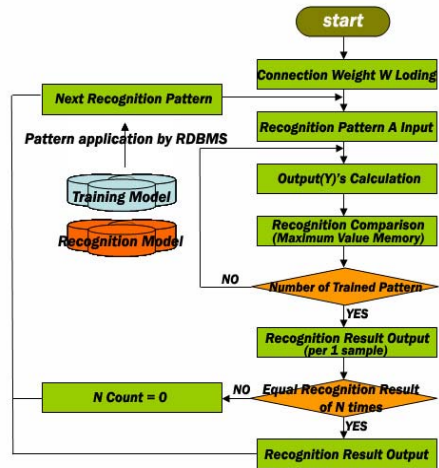 start
Connection Weight W Loding
Next Recognition Pattern
Recognition Pattern A Input
Pattern application by RDBMS
Output(Y)'s Calculation
Training Model
Recognition Comparison
(Maximum Value Memory)
Recognition Model
NO
Number of Trained Pattern
YES
Recognition Result Output
(per 1 sample)
N Count = 0
NO
Equal Recognition Result
of N times
YES
Recognition Result Output